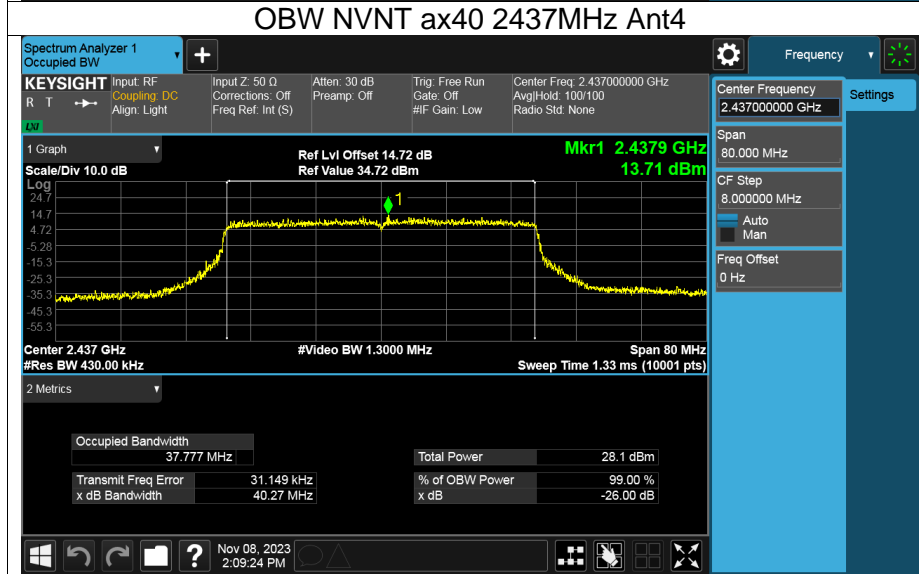 OBW NVNT ax40 2437MHz Ant4
Spectrum Analyzer 1
Occupied BW
+
Frequency
KEYSIGHT
R T
LXI
Input: RF
Coupling: DC
Align: Light
Input Z: 50 Ω
Corrections: Off
Freq Ref: Int (S)
Atten: 30 dB
Preamp: Off
Trig: Free Run
Gate: Off
#IF Gain: Low
Center Freq: 2.437000000 GHz
Avg|Hold: 100/100
Radio Std: None
Center Frequency
2.437000000 GHz
Settings
Span
80.000 MHz
CF Step
8.000000 MHz
Auto
Man
Freq Offset
0 Hz
1 Graph
Scale/Div 10.0 dB
Ref Lvl Offset 14.72 dB
Ref Value 34.72 dBm
Mkr1 2.4379 GHz
13.71 dBm
Log
24.7
14.7
4.72
-5.28
-15.3
-25.3
-35.3
-45.3
-55.3
1
Center 2.437 GHz
#Video BW 1.3000 MHz
Span 80 MHz
#Res BW 430.00 kHz
Sweep Time 1.33 ms (10001 pts)
2 Metrics
Occupied Bandwidth
37.777 MHz
Total Power 28.1 dBm
Transmit Freq Error 31.149 kHz
% of OBW Power 99.00 %
x dB Bandwidth 40.27 MHz
x dB -26.00 dB
?
Nov 08, 2023
2:09:24 PM